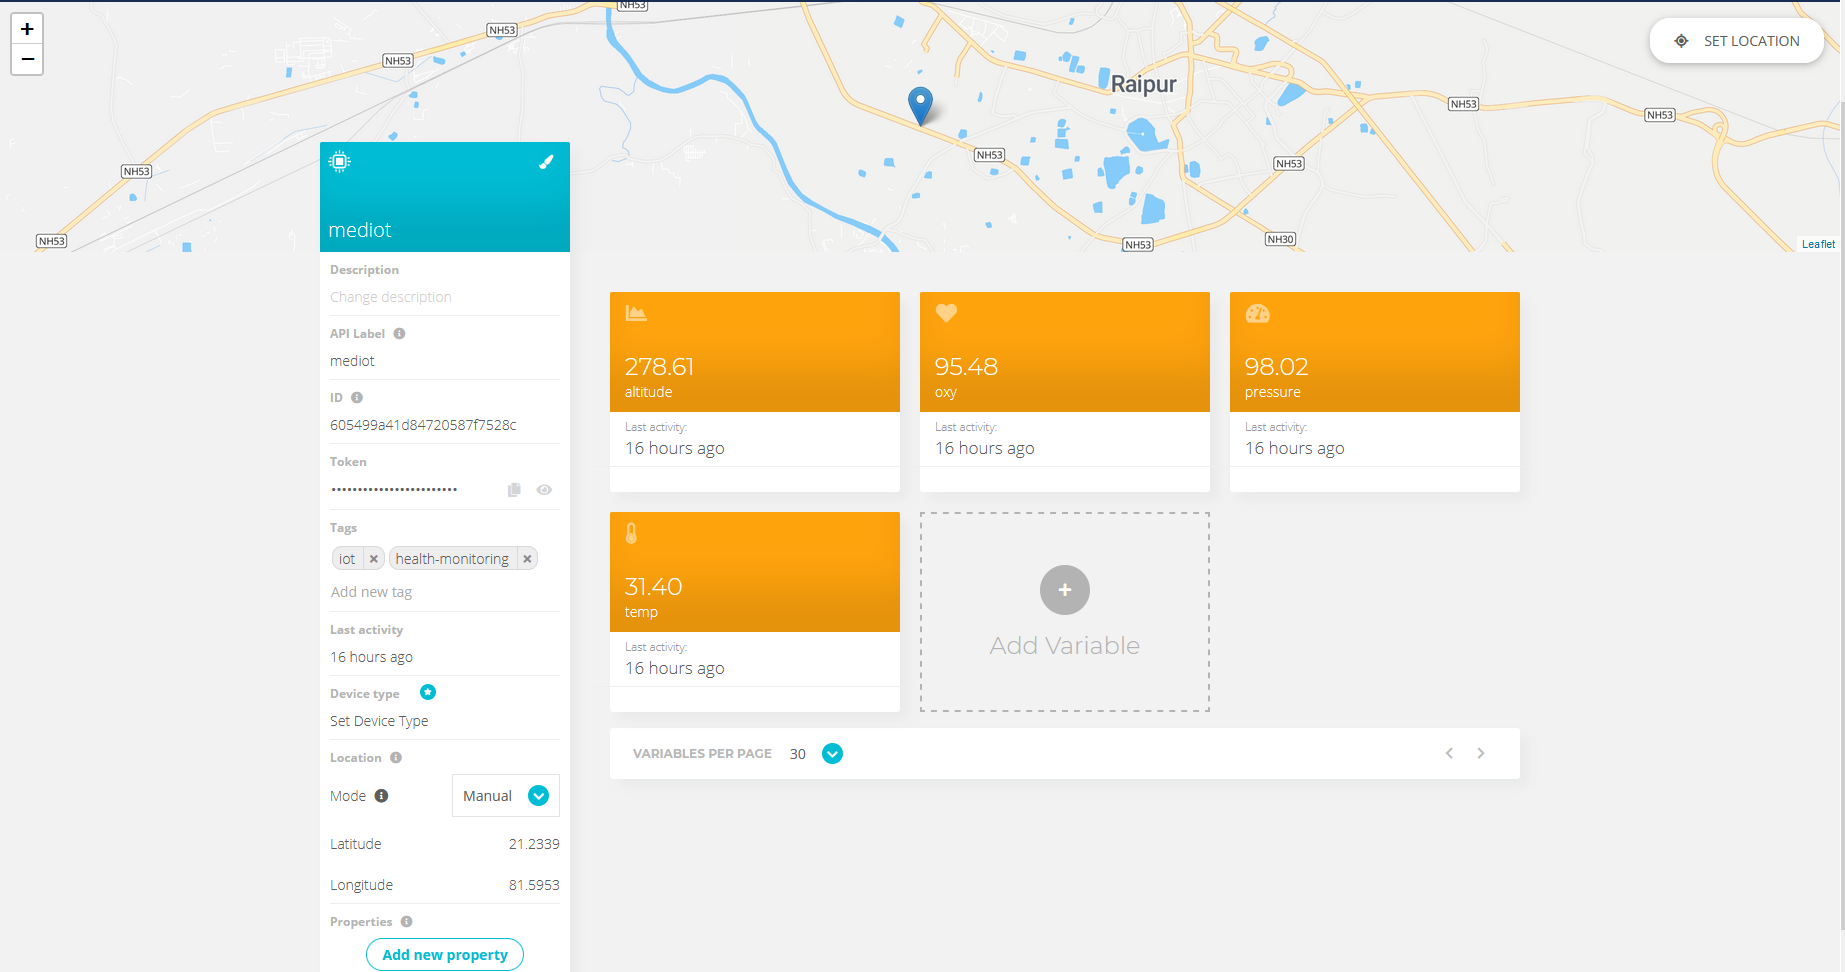 NH53
NH53
NH53
+
−
SET LOCATION
Raipur
NH53
NH53
NH53
NH53
NH53
NH53
NH30
NH53
Leaflet
mediot
Description
Change description
API Label
mediot
ID
605499a41d84720587f7528c
Token
••••••••••••••••••••••••
Tags
iot × health-monitoring ×
Add new tag
Last activity
16 hours ago
Device type
Set Device Type
Location
Mode Manual
Latitude 21.2339
Longitude 81.5953
Properties
Add new property
278.61
altitude
Last activity:
16 hours ago
95.48
oxy
Last activity:
16 hours ago
98.02
pressure
Last activity:
16 hours ago
31.40
temp
Last activity:
16 hours ago
+
Add Variable
VARIABLES PER PAGE 30